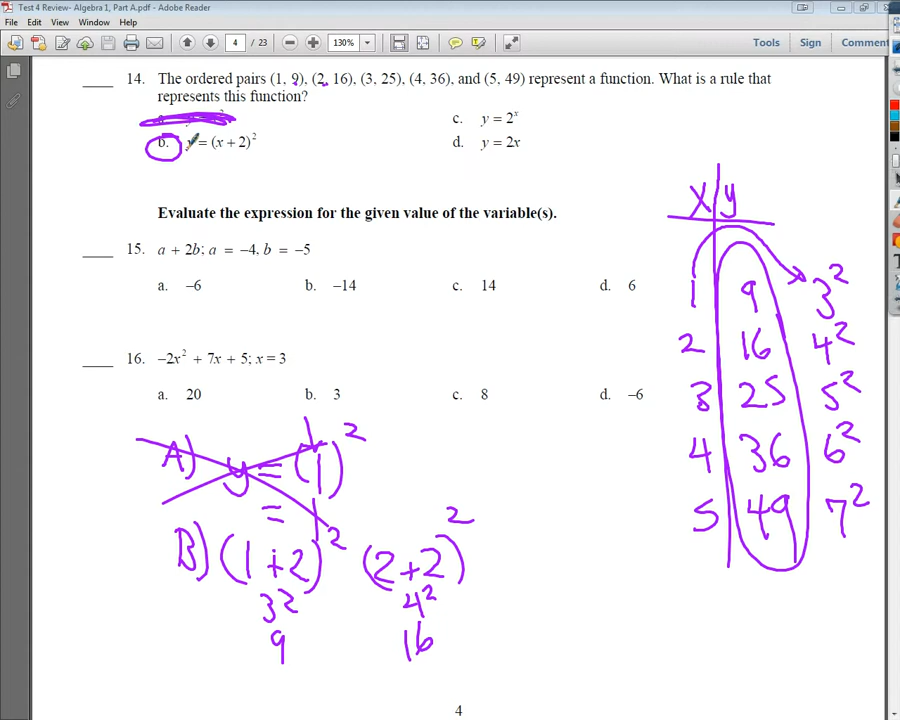 Test 4 Review- Algebra 1, Part A.pdf - Adobe Reader
File Edit View Window Help
4 / 23 130% Tools Sign Comment
14. The ordered pairs (1, 9), (2, 16), (3, 25), (4, 36), and (5, 49) represent a function. What is a rule that
represents this function?
c. y = 2ˣ
b. y = (x + 2)²
d. y = 2x
x y
Evaluate the expression for the given value of the variable(s).
15. a + 2b; a = −4, b = −5
a. −6 b. −14 c. 14 d. 6
1 9 3²
2 16 4²
16. −2x² + 7x + 5; x = 3
a. 20 b. 3 c. 8 d. −6
3 25 5²
4 36 6²
5 49 7²
A) y = (1)²
= 1
B) (1+2)² (2+2)²
3² 4²
9 16
4